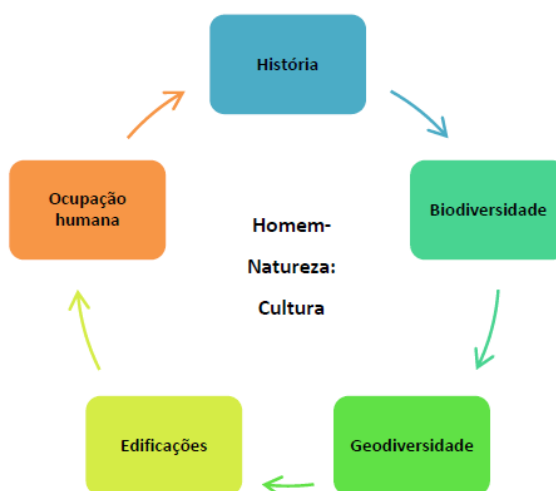 História
Biodiversidade
Geodiversidade
Edificações
Ocupação
humana
Homem-
Natureza:
Cultura